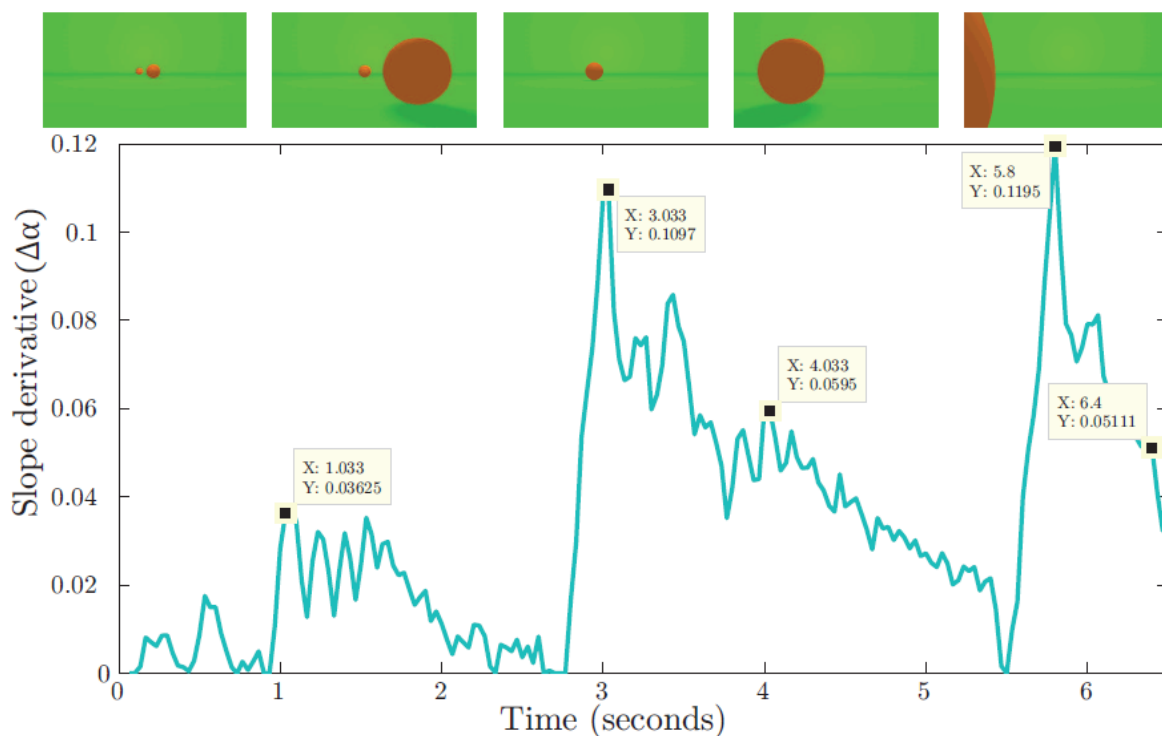 0.12
0.1
0.08
0.06
0.04
0.02
0
Slope derivative(Δα)
X: 1.033
Y: 0.03625
X: 3.033
Y: 0.1097
X: 4.033
Y: 0.0595
X: 5.8
Y: 0.1195
X: 6.4
Y: 0.05111
0 1 2 3 4 5 6
Time (seconds)